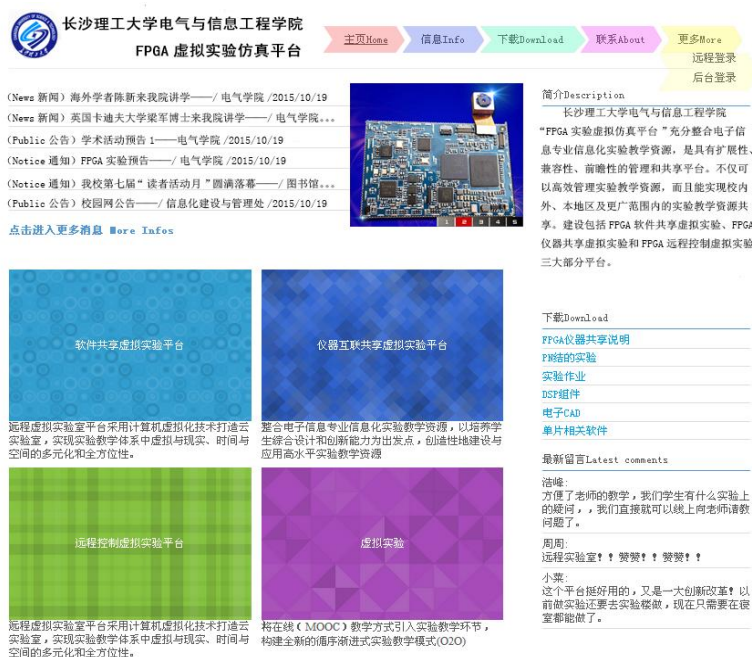 长沙理工大学电气与信息工程学院
FPGA 虚拟实验仿真平台
主页Home
信息Info
下载Download
联系About
更多More
远程登录
后台登录
(News 新闻) 海外学者陈新来我院讲学——/ 电气学院 /2015/10/19
(News 新闻) 英国卡迪夫大学梁军博士来我院讲学——/ 电气学院...
(Public 公告) 学术活动预告 1——电气学院 /2015/10/19
(Notice 通知) FPGA 实验预告——/ 电气学院 /2015/10/19
(Notice 通知) 我校第七届“ 读者活动月 ”圆满落幕——/ 图书馆...
(Public 公告) 校园网公告——/ 信息化建设与管理处 /2015/10/19
点击进入更多消息 More Infos
1 2 3 4 5
简介Description
长沙理工大学电气与信息工程学院
“FPGA 实验虚拟仿真平台 ”充分整合电子信
息专业信息化实验教学资源，是具有扩展性、
兼容性、前瞻性的管理和共享平台。不仅可
以高效管理实验教学资源，而且能实现校内
外、本地区及更广范围内的实验教学资源共
享。建设包括 FPGA 软件共享虚拟实验、FPGA
仪器共享虚拟实验和 FPGA 远程控制虚拟实验
三大部分平台。
软件共享虚拟实验平台
远程虚拟实验室平台采用计算机虚拟化技术打造云
实验室，实现实验教学体系中虚拟与现实、时间与
空间的多元化和全方位性。
仪器互联共享虚拟实验平台
整合电子信息专业信息化实验教学资源，以培养学
生综合设计和创新能力为出发点，创造性地建设与
应用高水平实验教学资源
远程控制虚拟实验平台
远程虚拟实验室平台采用计算机虚拟化技术打造云
实验室，实现实验教学体系中虚拟与现实、时间与
空间的多元化和全方位性。
虚拟实验
将在线（ MOOC ）教学方式引入实验教学环节，
构建全新的循序渐进式实验教学模式(O2O)
下载Download
FPGA仪器共享说明
PN结的实验
实验作业
DSP组件
电子CAD
单片相关软件
最新留言Latest comments
浩峰:
方便了老师的教学，我们学生有什么实验上
的疑问，，我们直接就可以线上向老师请教
问题了。
周周:
远程实验室！！赞赞！！赞赞！！
小菜:
这个平台挺好用的，又是一大创新改革！以
前做实验还要去实验楼做，现在只需要在寝
室都能做了。